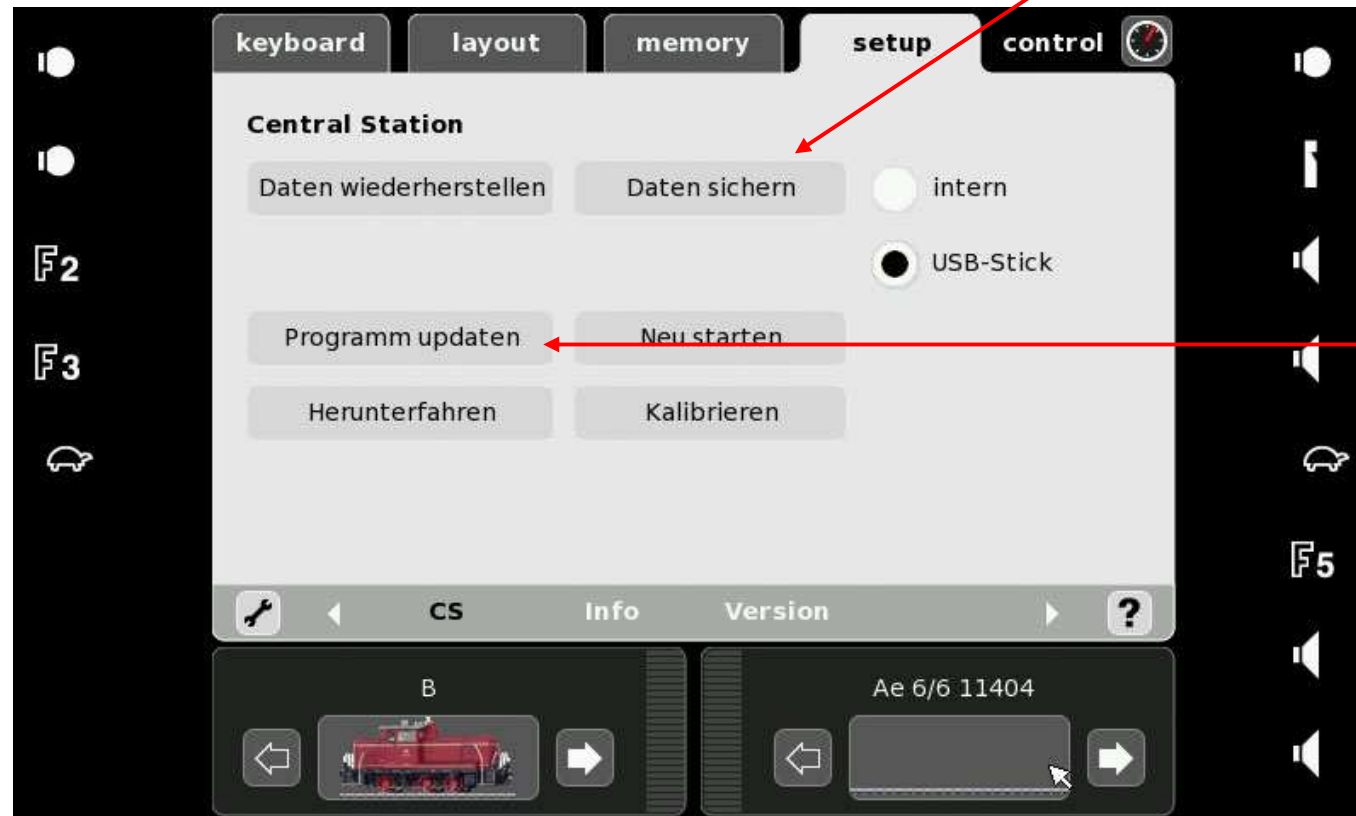 keyboard layout memory setup control
Central Station
Daten wiederherstellen Daten sichern intern
USB-Stick
F2
Programm updaten Neu starten
F3
Herunterfahren Kalibrieren
F5
CS Info Version ?
B Ae 6/6 11404